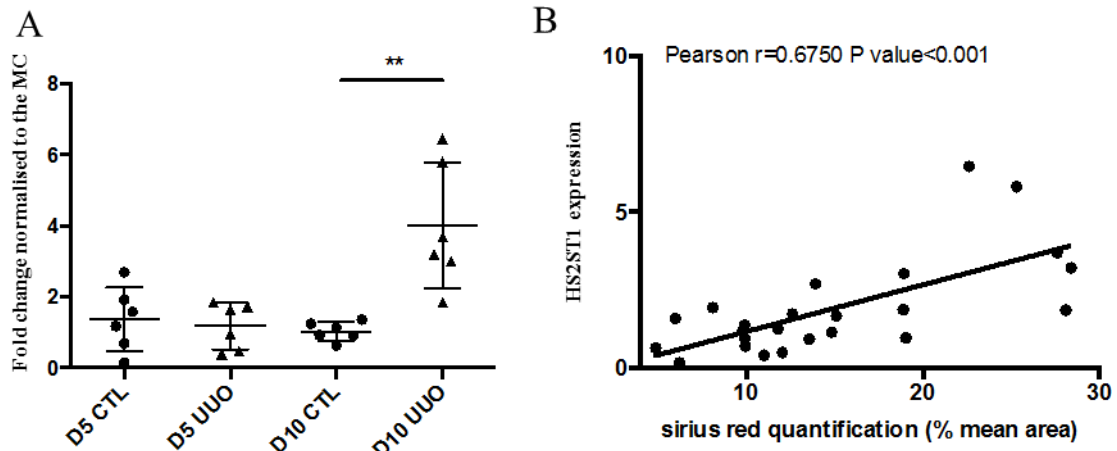 A
Fold change normalised to the MC
8
6
4
2
0
**
D5 CTL
D5 UUO
D10 CTL
D10 UUO
B
Pearson r=0.6750 P value<0.001
HS2ST1 expression
10
5
0
10
20
30
sirius red quantification (% mean area)